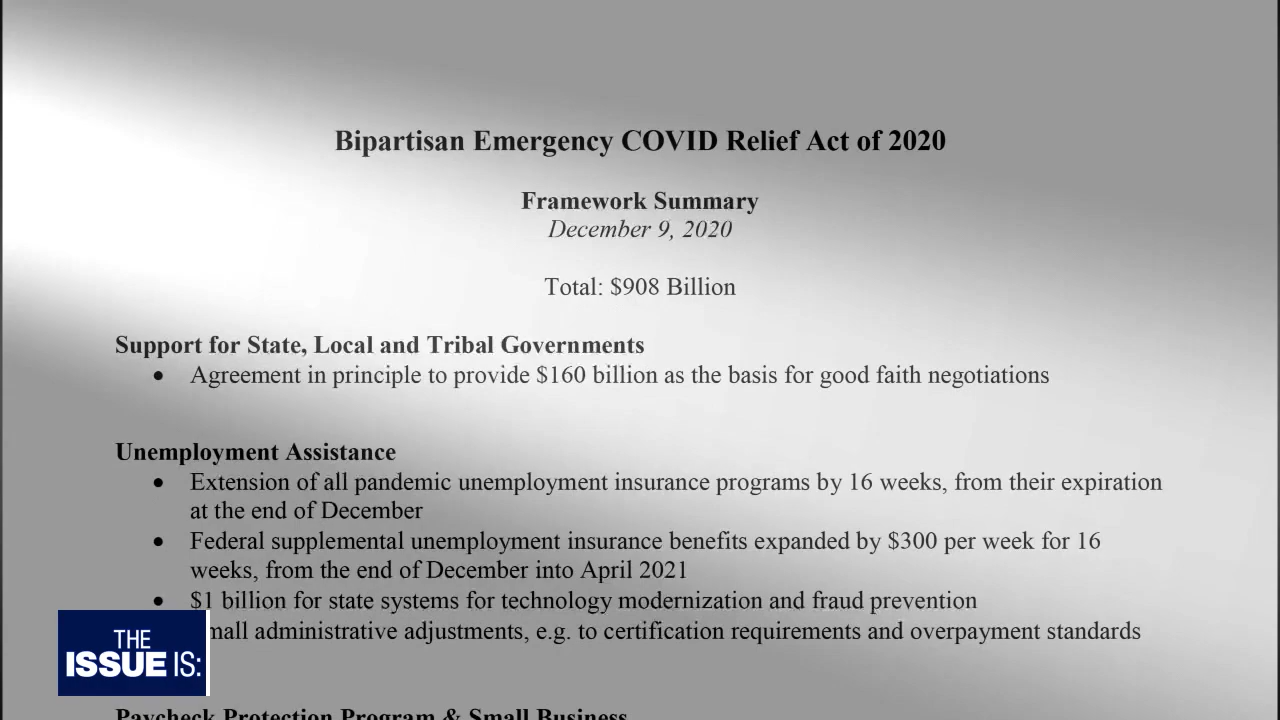 Bipartisan Emergency COVID Relief Act of 2020
Framework Summary
December 9, 2020
Total: $908 Billion
Support for State, Local and Tribal Governments
• Agreement in principle to provide $160 billion as the basis for good faith negotiations
Unemployment Assistance
• Extension of all pandemic unemployment insurance programs by 16 weeks, from their expiration
at the end of December
• Federal supplemental unemployment insurance benefits expanded by $300 per week for 16
weeks, from the end of December into April 2021
• $1 billion for state systems for technology modernization and fraud prevention
mall administrative adjustments, e.g. to certification requirements and overpayment standards
THE
ISSUE IS:
Paycheck Protection Program & Small Business